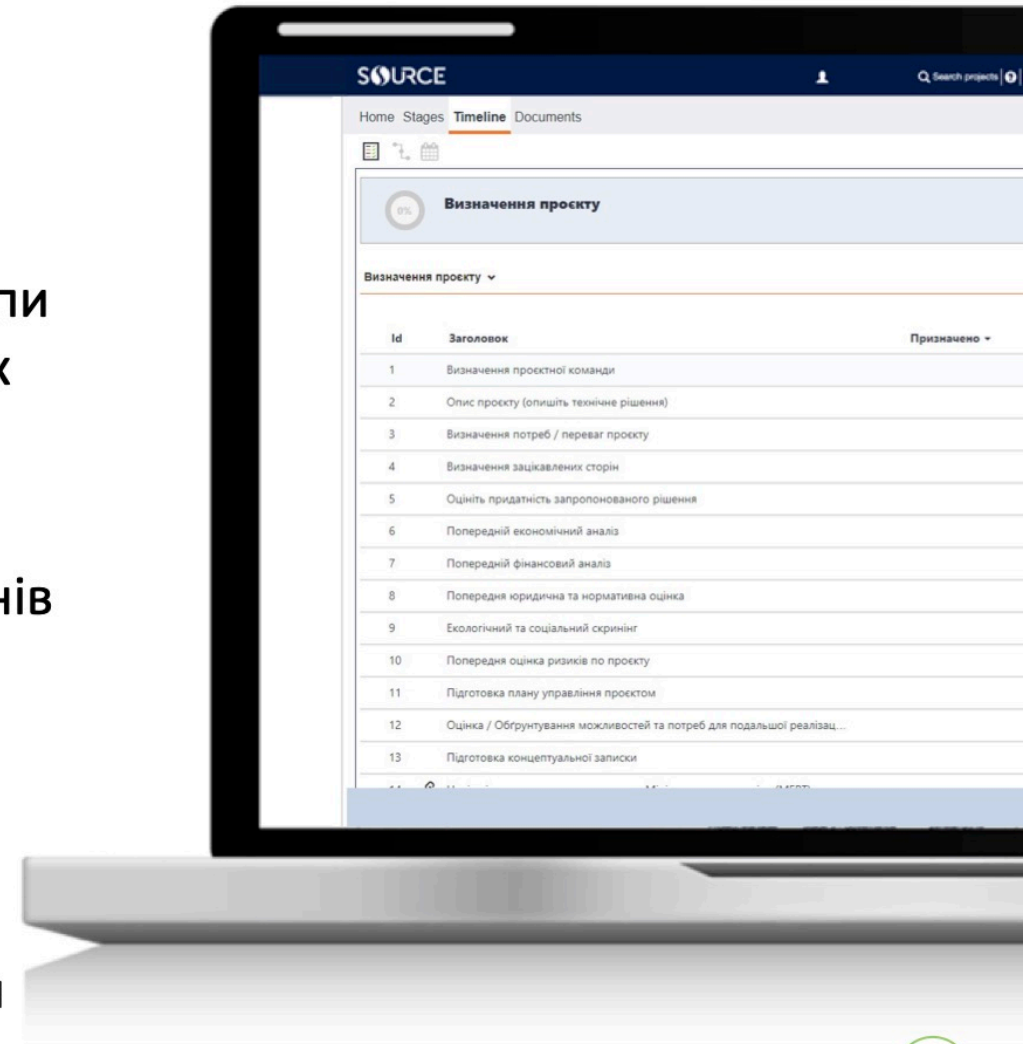 пи
х
нів
SOURCE
Search projects
Home Stages Timeline Documents
0%
Визначення проєкту
Визначення проєкту
Id Заголовок Призначено
1 Визначення проєктної команди
2 Опис проєкту (опишіть технічне рішення)
3 Визначення потреб / переваг проєкту
4 Визначення зацікавлених сторін
5 Оцініть придатність запропонованого рішення
6 Попередній економічний аналіз
7 Попередній фінансовий аналіз
8 Попередня юридична та нормативна оцінка
9 Екологічний та соціальний скринінг
10 Попередня оцінка ризиків по проєкту
11 Підготовка плану управління проєктом
12 Оцінка / Обґрунтування можливостей та потреб для подальшої реалізац...
13 Підготовка концептуальної записки